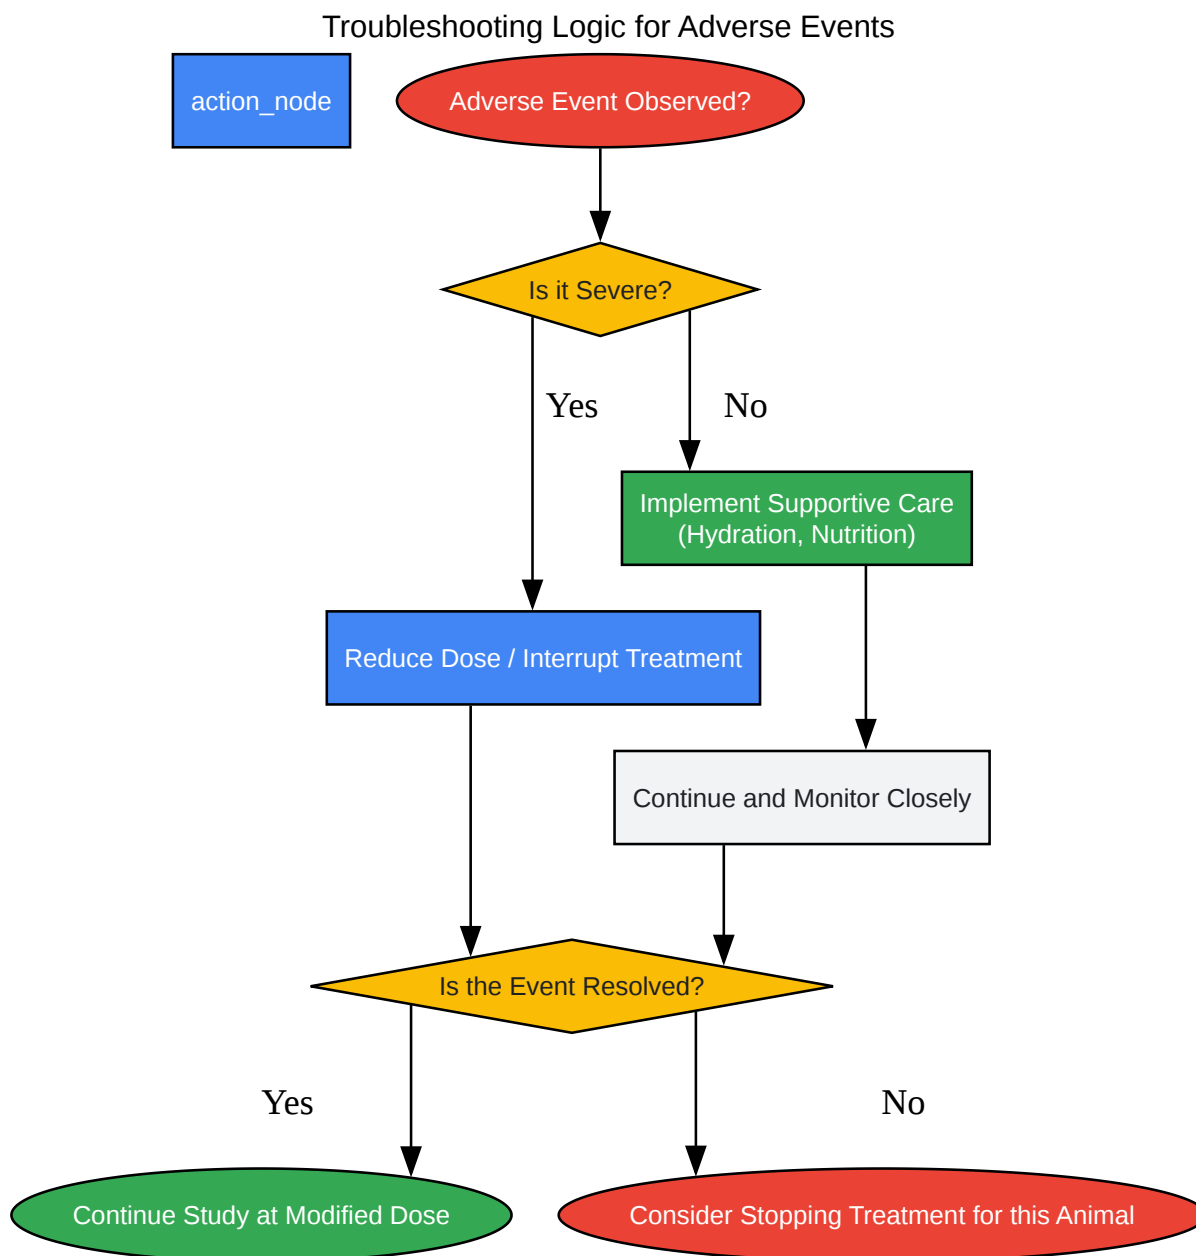 Troubleshooting Logic for Adverse Events
action_node
Adverse Event Observed?
Is it Severe?
Yes
No
Implement Supportive Care
(Hydration, Nutrition)
Reduce Dose / Interrupt Treatment
Continue and Monitor Closely
Is the Event Resolved?
Yes
No
Continue Study at Modified Dose
Consider Stopping Treatment for this Animal